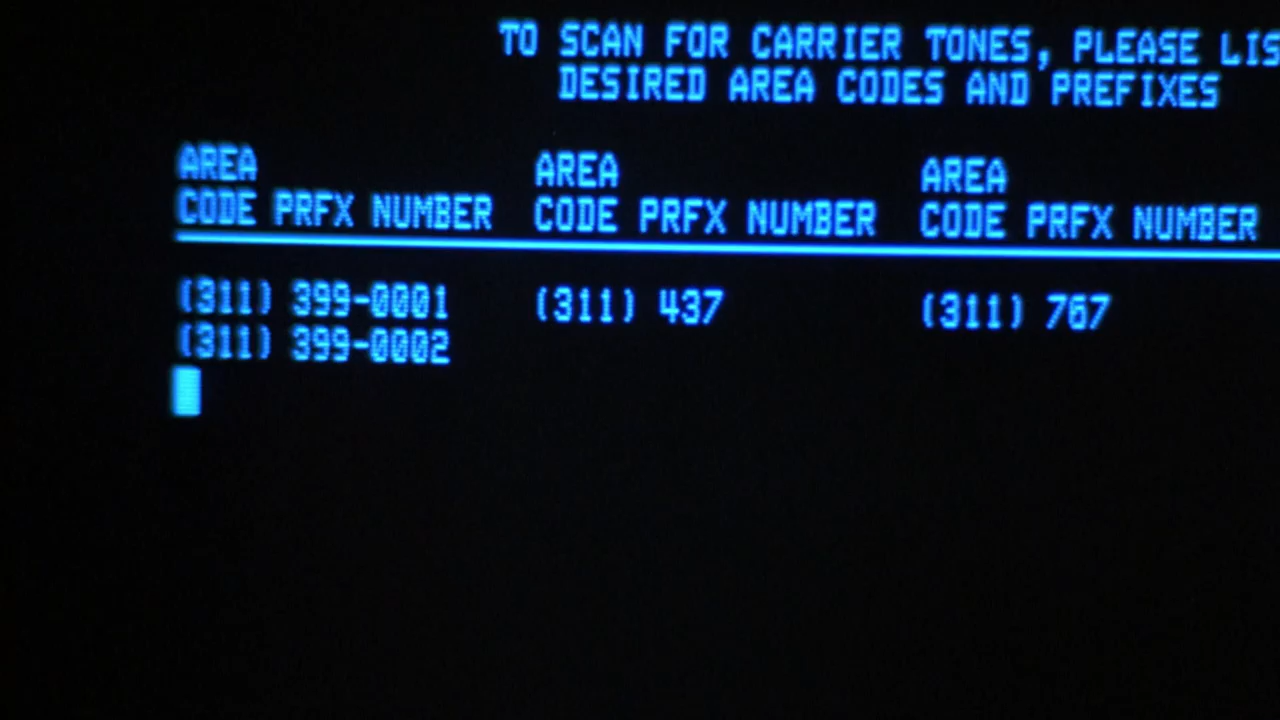 TO SCAN FOR CARRIER TONES, PLEASE LIS
DESIRED AREA CODES AND PREFIXES
AREA AREA AREA
CODE PRFX NUMBER CODE PRFX NUMBER CODE PRFX NUMBER
(311) 399-0001 (311) 437 (311) 767
(311) 399-0002